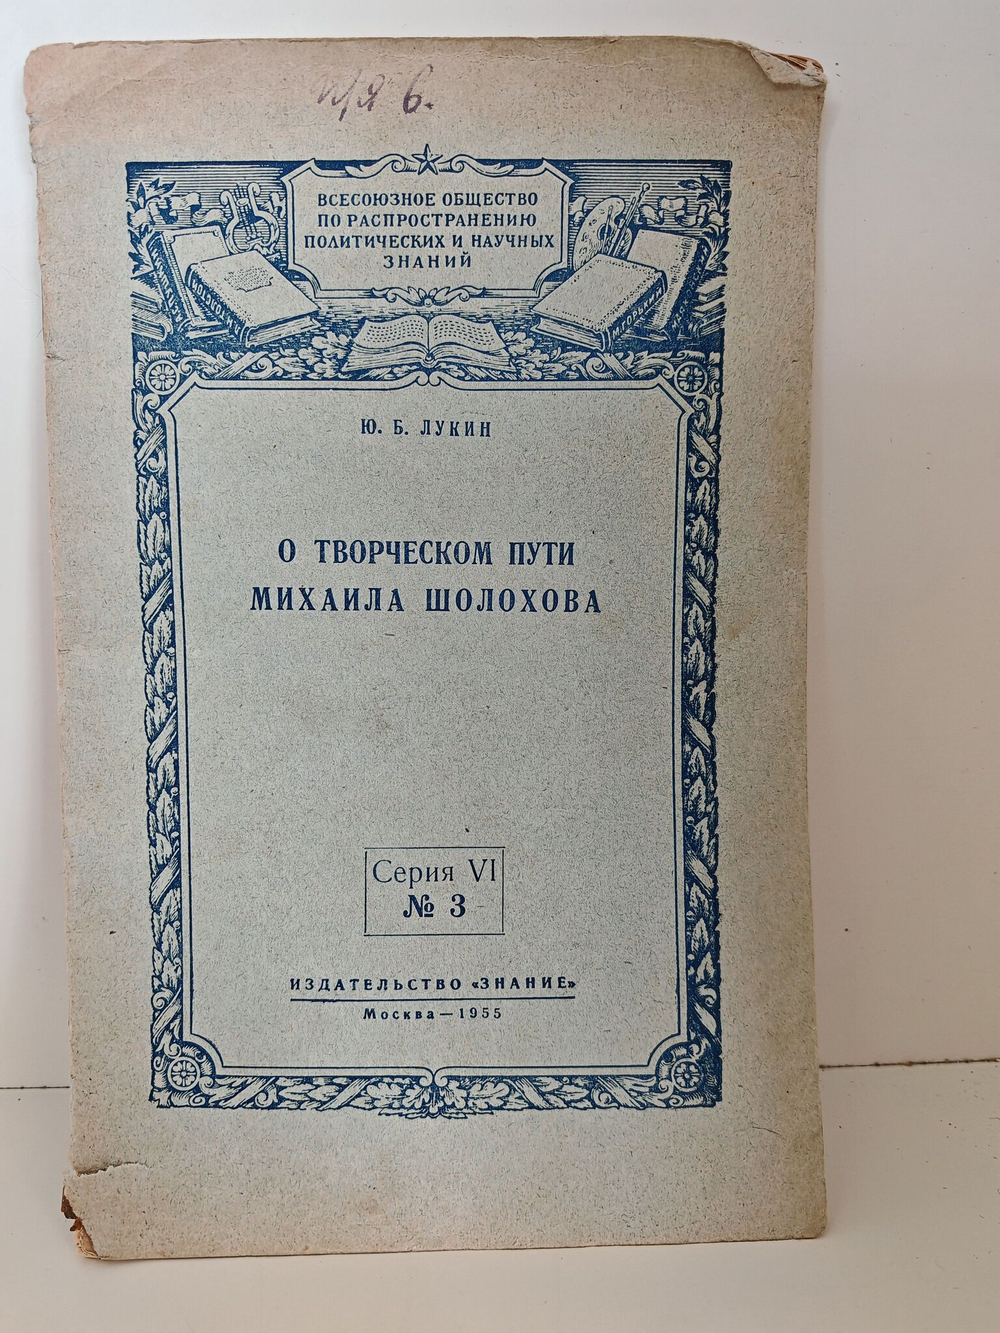 ВСЕСОЮЗНОЕ ОБЩЕСТВО
ПО РАСПРОСТРАНЕНИЮ
ПОЛИТИЧЕСКИХ И НАУЧНЫХ
ЗНАНИЙ
М. ГОРЬКИЙ
Ю. Б. ЛУКИН
О ТВОРЧЕСКОМ ПУТИ
МИХАИЛА ШОЛОХОВА
Серия VI
№ 3
ИЗДАТЕЛЬСТВО «ЗНАНИЕ»
Москва — 1955